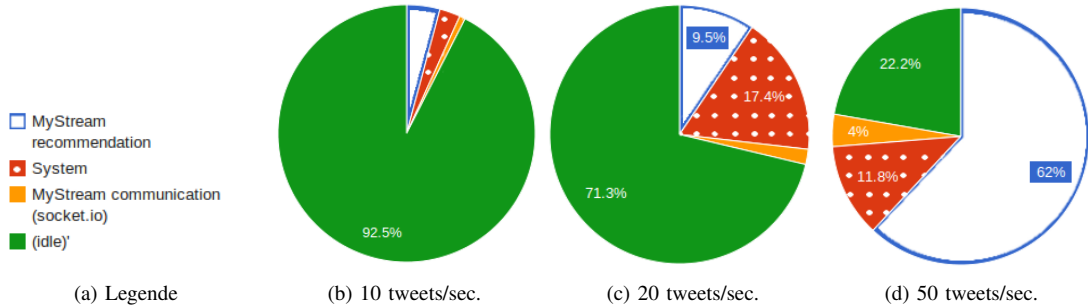 MyStream
recommendation
System
MyStream communication
(socket.io)
(idle)'
92.5%
9.5%
17.4%
71.3%
22.2%
4%
11.8%
62%
(a) Legende
(b) 10 tweets/sec.
(c) 20 tweets/sec.
(d) 50 tweets/sec.